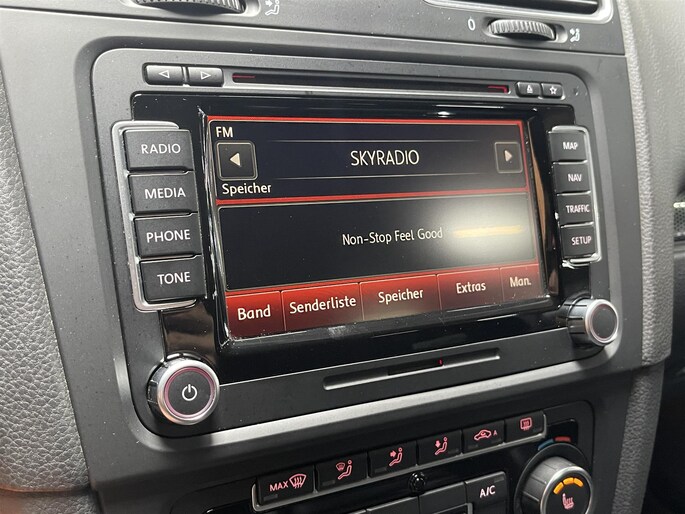 0
FM
SKYRADIO
Speicher
Non-Stop Feel Good
Band Senderliste Speicher Extras Man.
RADIO
MEDIA
PHONE
TONE
MAP
NAV
TRAFFIC
SETUP
MAX
A
A/C